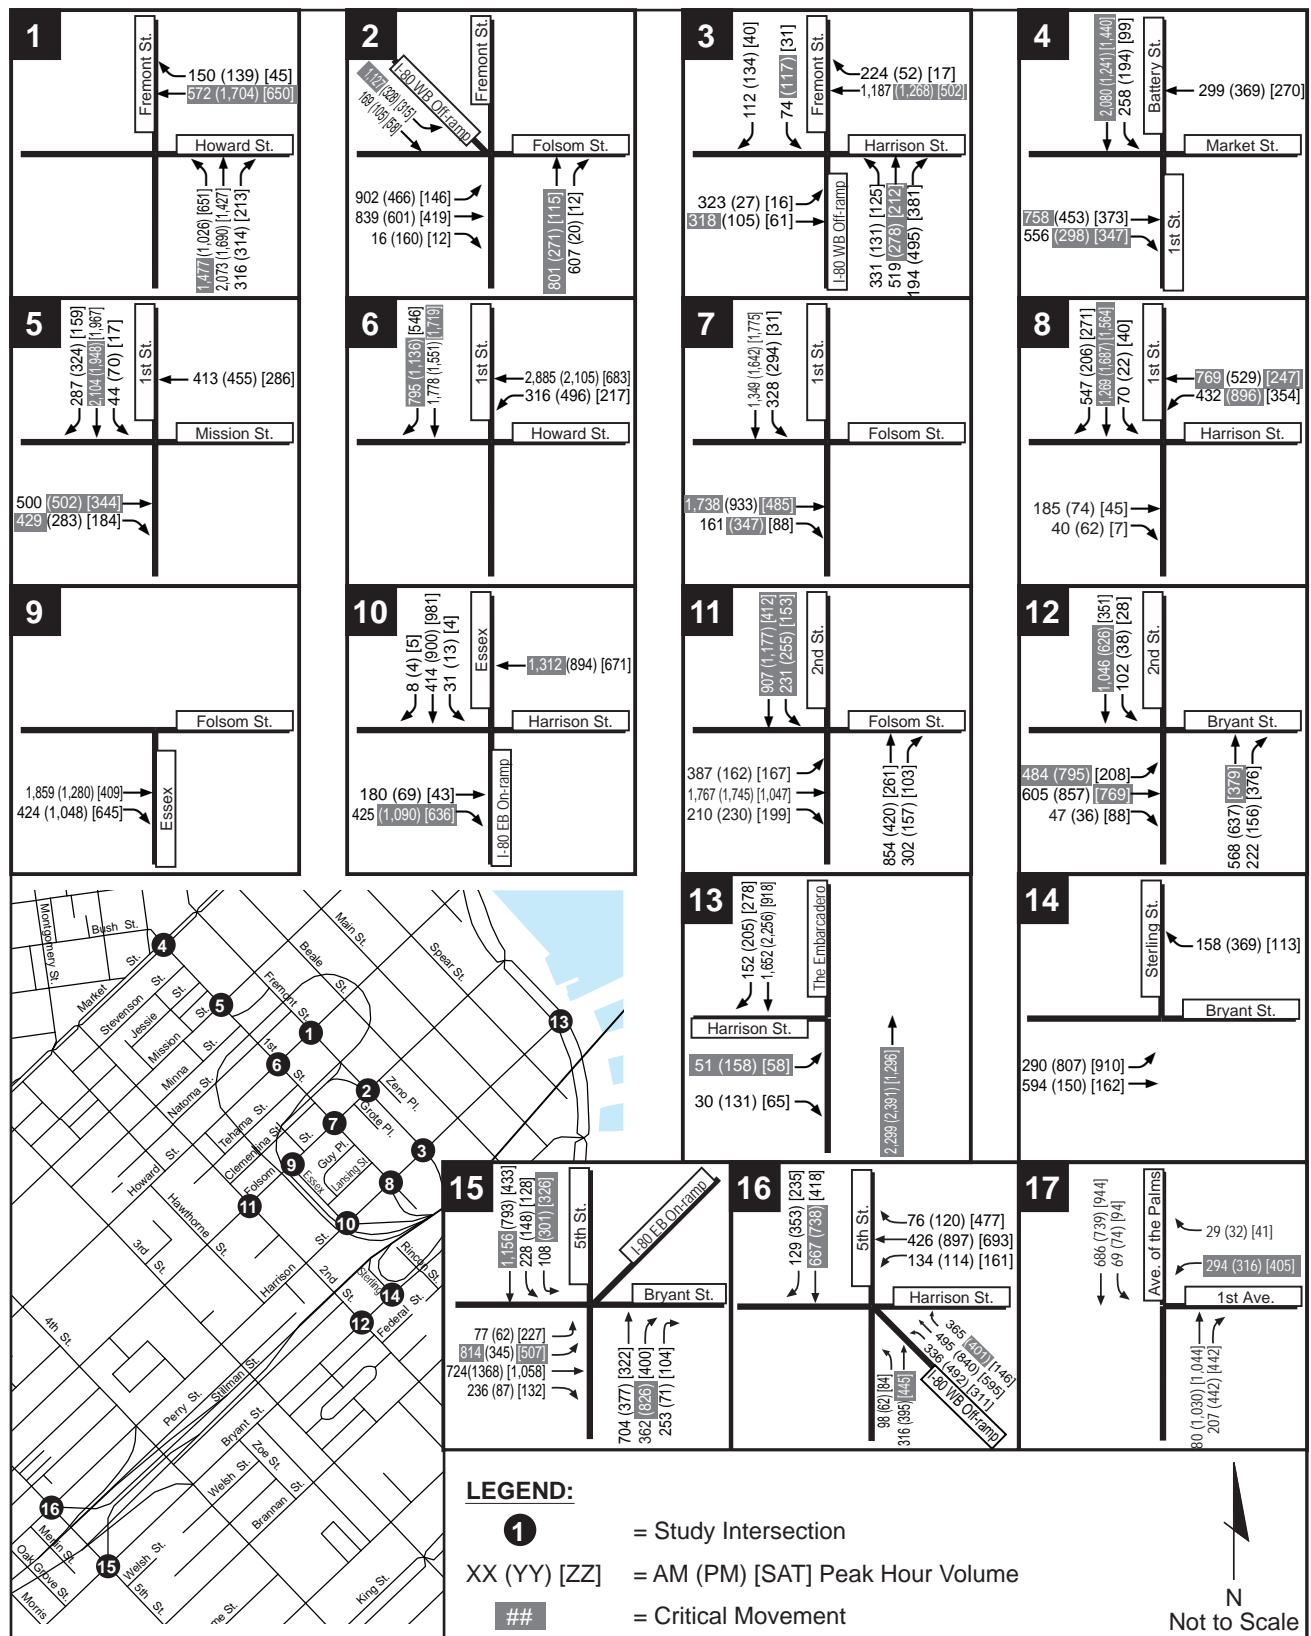 1
Fremont St.
150 (139) [45]
572 (1,704) [650]
Howard St.
1,477 (1,026) [651]
2,073 (1,690) [1,427]
316 (314) [213]
2
I-80 WB Off-ramp
Fremont St.
1,127 (328) [315]
169 (105) [58]
Folsom St.
902 (466) [146]
839 (601) [419]
16 (160) [12]
801 (271) [115]
607 (20) [12]
3
112 (134) [40]
74 (117) [31]
Fremont St.
224 (52) [17]
1,187 (1,268) [502]
Harrison St.
I-80 WB Off-ramp
323 (27) [16]
318 (105) [61]
331 (131) [125]
519 (278) [212]
194 (495) [381]
4
2,080 (1,241) [1,440]
258 (194) [99]
Battery St.
299 (369) [270]
Market St.
1st St.
758 (453) [373]
556 (298) [347]
5
287 (324) [159]
2,104 (1,948) [1,967]
44 (70) [17]
1st St.
413 (455) [286]
Mission St.
500 (502) [344]
429 (283) [184]
6
795 (1,136) [546]
1,778 (1,551) [1,719]
1st St.
2,885 (2,105) [683]
316 (496) [217]
Howard St.
7
1,349 (1,642) [1,775]
328 (294) [31]
1st St.
Folsom St.
1,738 (933) [485]
161 (347) [88]
8
547 (206) [271]
1,269 (1,687) [1,564]
70 (22) [40]
1st St.
769 (529) [247]
432 (896) [354]
Harrison St.
185 (74) [45]
40 (62) [7]
9
Folsom St.
Essex
1,859 (1,280) [409]
424 (1,048) [645]
10
8 (4) [5]
414 (900) [981]
31 (13) [4]
Essex
1,312 (894) [671]
Harrison St.
I-80 EB On-ramp
180 (69) [43]
425 (1,090) [636]
11
907 (1,177) [412]
231 (255) [153]
2nd St.
Folsom St.
387 (162) [167]
1,767 (1,745) [1,047]
210 (230) [199]
854 (420) [261]
302 (157) [103]
12
1,046 (626) [351]
102 (38) [28]
2nd St.
Bryant St.
484 (795) [208]
605 (857) [769]
47 (36) [88]
568 (637) [379]
222 (156) [376]
13
152 (205) [278]
1,652 (2,256) [918]
The Embarcadero
Harrison St.
51 (158) [58]
30 (131) [65]
2,299 (2,391) [1,296]
14
Sterling St.
158 (369) [113]
Bryant St.
290 (807) [910]
594 (150) [162]
15
1,156 (793) [433]
228 (148) [128]
108 (301) [326]
5th St.
I-80 EB On-ramp
Bryant St.
77 (62) [227]
814 (345) [507]
724(1368) [1,058]
236 (87) [132]
704 (377) [322]
362 (826) [400]
253 (71) [104]
16
129 (353) [235]
667 (738) [418]
5th St.
76 (120) [477]
426 (897) [693]
134 (114) [161]
Harrison St.
365 (401) [146]
495 (840) [595]
336 (492) [311]
I-80 WB Off-ramp
98 (62) [84]
316 (395) [445]
17
686 (739) [944]
69 (74) [94]
Ave. of the Palms
29 (32) [41]
294 (316) [405]
1st Ave.
80 (1,030) [1,044]
207 (442) [442]
Montgomery St.
Bush St.
Market St.
Stevenson St.
Jessie St.
Mission St.
Minna St.
Natoma St.
Howard St.
Tehama St.
Clementina St.
Folsom St.
Hawthorne St.
3rd St.
4th St.
Harrison St.
2nd St.
1st St.
Fremont St.
Beale St.
Main St.
Spear St.
Zeno Pl.
Grote Pl.
Guy Pl.
Lansing St.
Essex
Rincon St.
Sterling
Federal St.
Stillman St.
Perry St.
Bryant St.
Zoe St.
Welsh St.
Brannan St.
King St.
Merlin St.
Oak Grove St.
Morris
Welsh St.
5th St.
me St.
1
2
3
4
5
6
7
8
9
10
11
12
13
14
15
16
LEGEND:
1 = Study Intersection
XX (YY) [ZZ] = AM (PM) [SAT] Peak Hour Volume
## = Critical Movement
N
Not to Scale